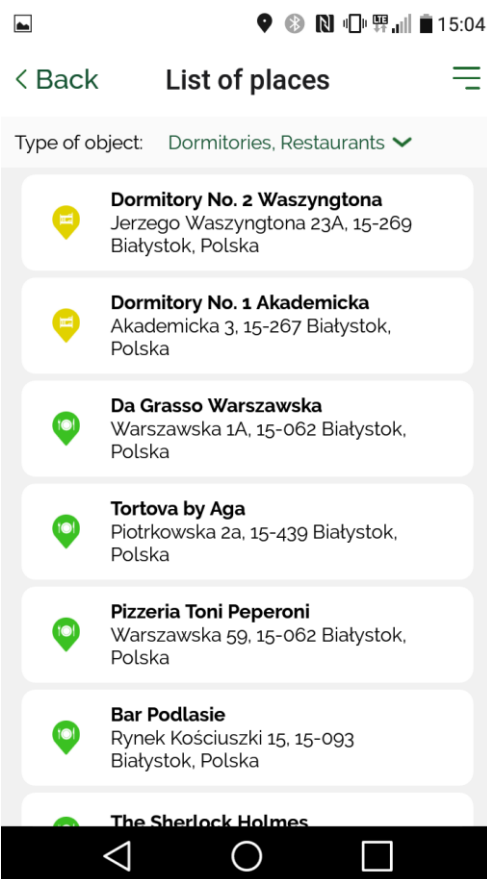 15:04
Back
List of places
Type of object: Dormitories, Restaurants
Dormitory No. 2 Waszyngtona
Jerzego Waszyngtona 23A, 15-269
Białystok, Polska
Dormitory No. 1 Akademicka
Akademicka 3, 15-267 Białystok,
Polska
Da Grasso Warszawska
Warszawska 1A, 15-062 Białystok,
Polska
Tortova by Aga
Piotrkowska 2a, 15-439 Białystok,
Polska
Pizzeria Toni Peperoni
Warszawska 59, 15-062 Białystok,
Polska
Bar Podlasie
Rynek Kościuszki 15, 15-093
Białystok, Polska
The Sherlock Holmes